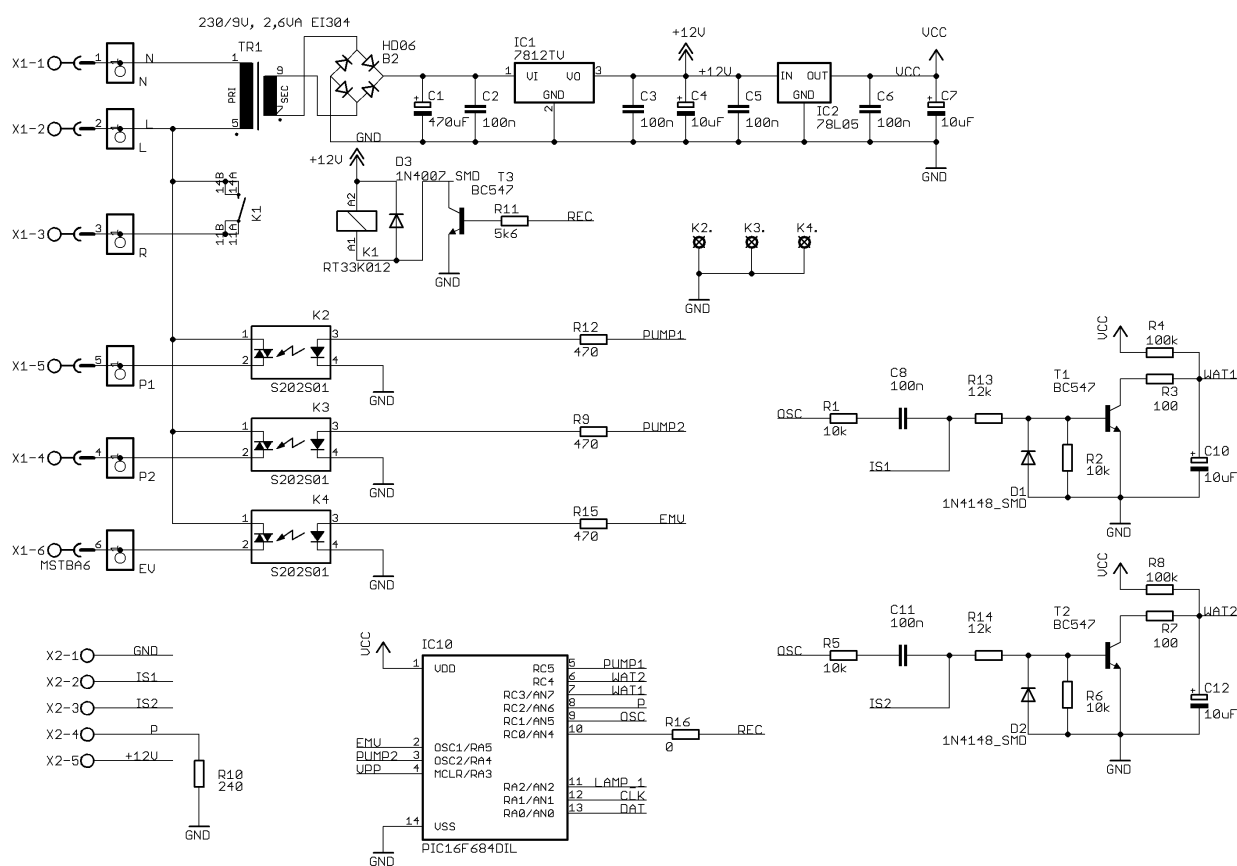 230/9V, 2,6VA EI304
TR1
HD06
B2
IC1
7812TV
+12V
VCC
X1-1
1
N
N
1
9
PRI
SEC
5
7
1
VI
VO
3
GND
2
+12V
IN
OUT
VCC
GND
IC2
78L05
C1
470uF
C2
100n
C3
100n
C4
10uF
C5
100n
C6
100n
C7
10uF
X1-2
2
L
L
GND
GND
14B
14A
K1
11B
11A
X1-3
3
R
+12V
D3
1N4007
SMD
T3
BC547
A2
A1
K1
RT33K012
R11
5k6
REC
GND
K2.
K3.
K4.
GND
K2
1
3
2
4
S202S01
R12
470
PUMP1
GND
X1-5
5
P1
K3
1
3
2
4
S202S01
R9
470
PUMP2
GND
X1-4
4
P2
K4
1
3
2
4
S202S01
R15
470
EMV
GND
X1-6
MSTBA6
6
EV
VCC
R4
100k
C8
100n
R13
12k
T1
BC547
WAT1
R3
100
OSC
R1
10k
IS1
R2
10k
D1
1N4148_SMD
C10
10uF
GND
VCC
R8
100k
C11
100n
R14
12k
T2
BC547
WAT2
R7
100
OSC
R5
10k
IS2
R6
10k
D2
1N4148_SMD
C12
10uF
GND
X2-1
GND
X2-2
IS1
X2-3
IS2
X2-4
P
X2-5
+12V
R10
240
GND
VCC
IC10
1
VDD
RC5
5
PUMP1
RC4
6
WAT2
RC3/AN7
7
WAT1
RC2/AN6
8
P
RC1/AN5
9
OSC
RC0/AN4
10
R16
0
REC
EMV
2
OSC1/RA5
PUMP2
3
OSC2/RA4
VPP
4
MCLR/RA3
RA2/AN2
11
LAMP_1
RA1/AN1
12
CLK
RA0/AN0
13
DAT
14
VSS
GND
PIC16F684DIL